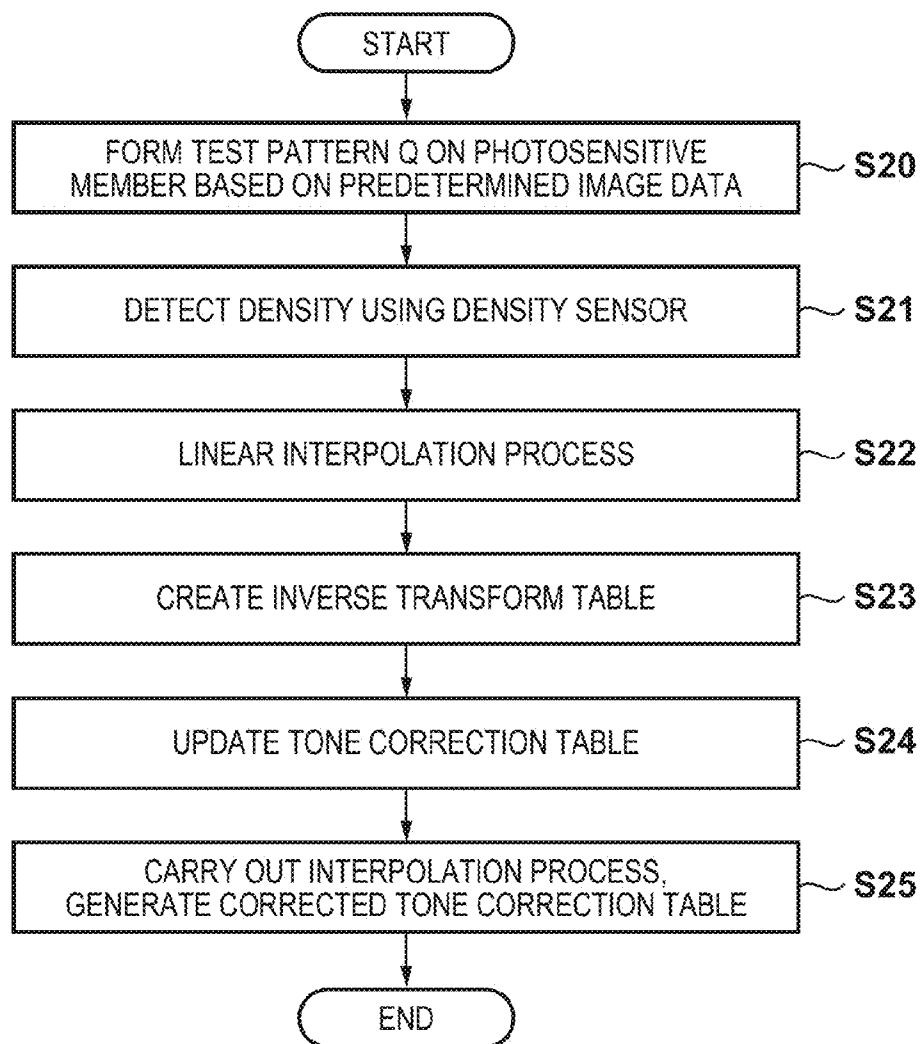 START
FORM TEST PATTERN Q ON PHOTOSENSITIVE
MEMBER BASED ON PREDETERMINED IMAGE DATA
S20
DETECT DENSITY USING DENSITY SENSOR
S21
LINEAR INTERPOLATION PROCESS
S22
CREATE INVERSE TRANSFORM TABLE
S23
UPDATE TONE CORRECTION TABLE
S24
CARRY OUT INTERPOLATION PROCESS,
GENERATE CORRECTED TONE CORRECTION TABLE
S25
END